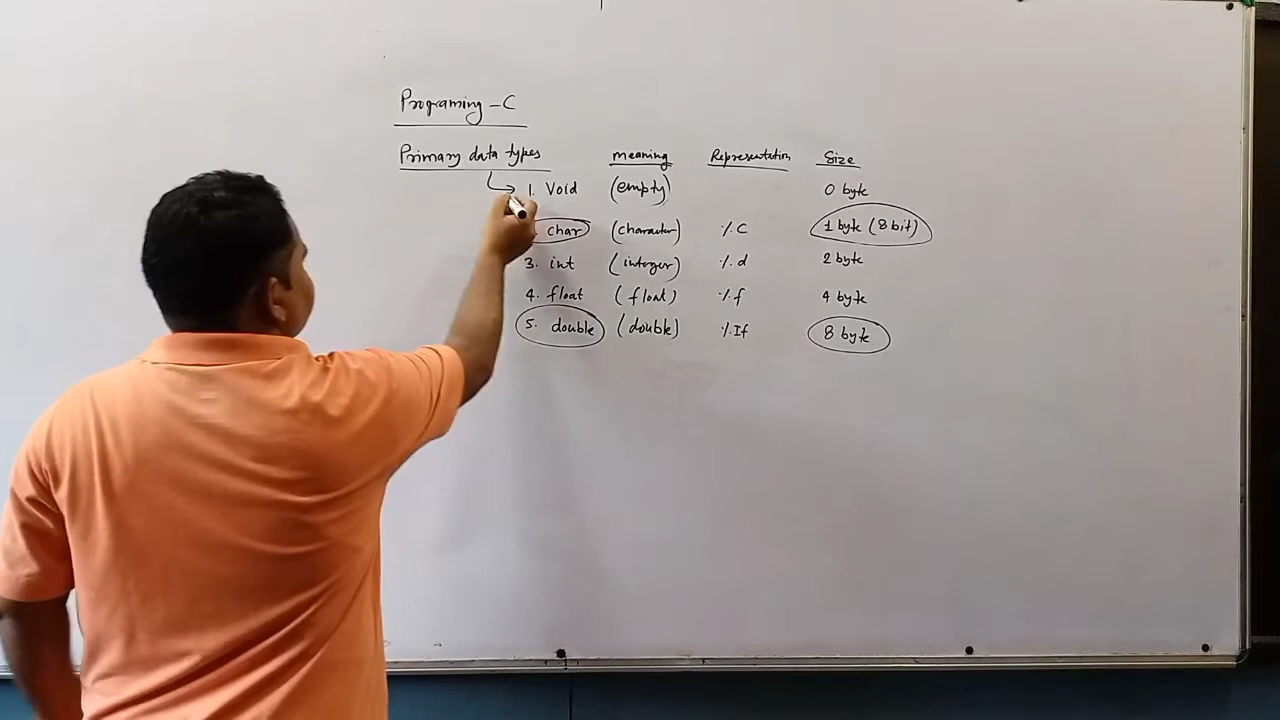 Programing - C
Primary data types meaning Representation Size
1. Void (empty) 0 byte
char (character) %c 1 byte (8 bit)
3. int (integer) %d 2 byte
4. float (float) %f 4 byte
5. double (double) %lf 8 byte